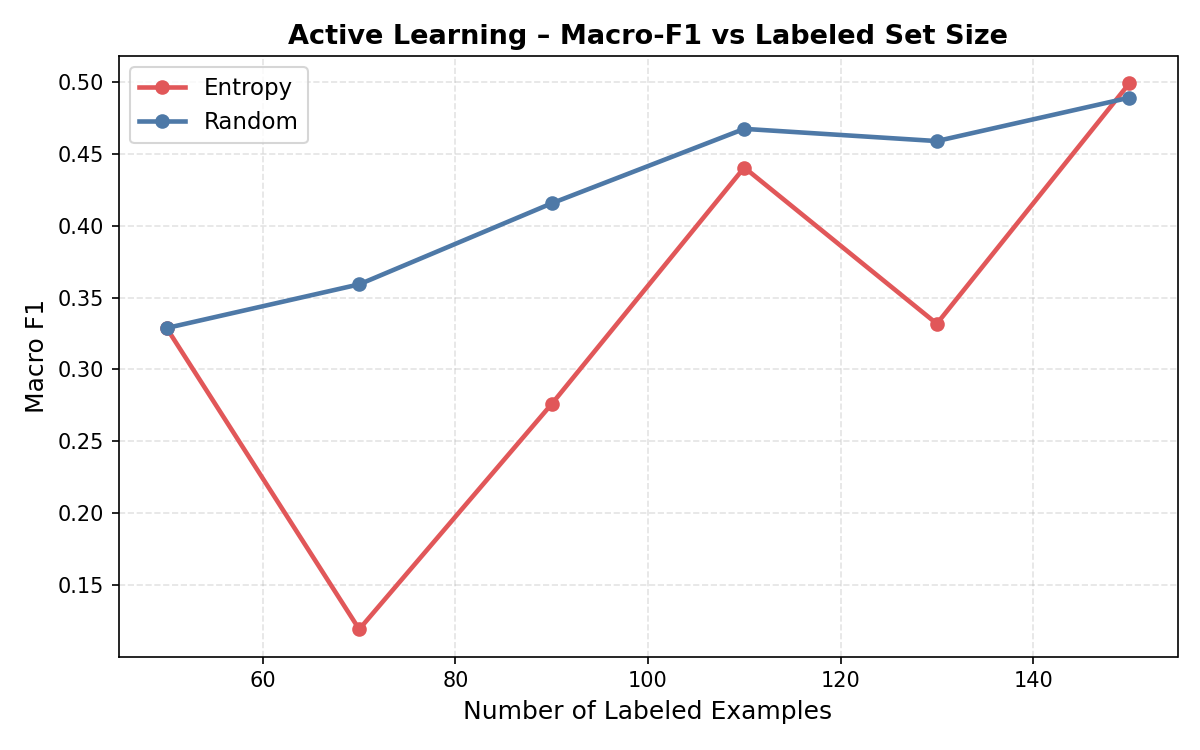 Active Learning – Macro-F1 vs Labeled Set Size
Entropy
Random
0.50
0.45
0.40
0.35
0.30
0.25
0.20
0.15
Macro F1
60 80 100 120 140
Number of Labeled Examples